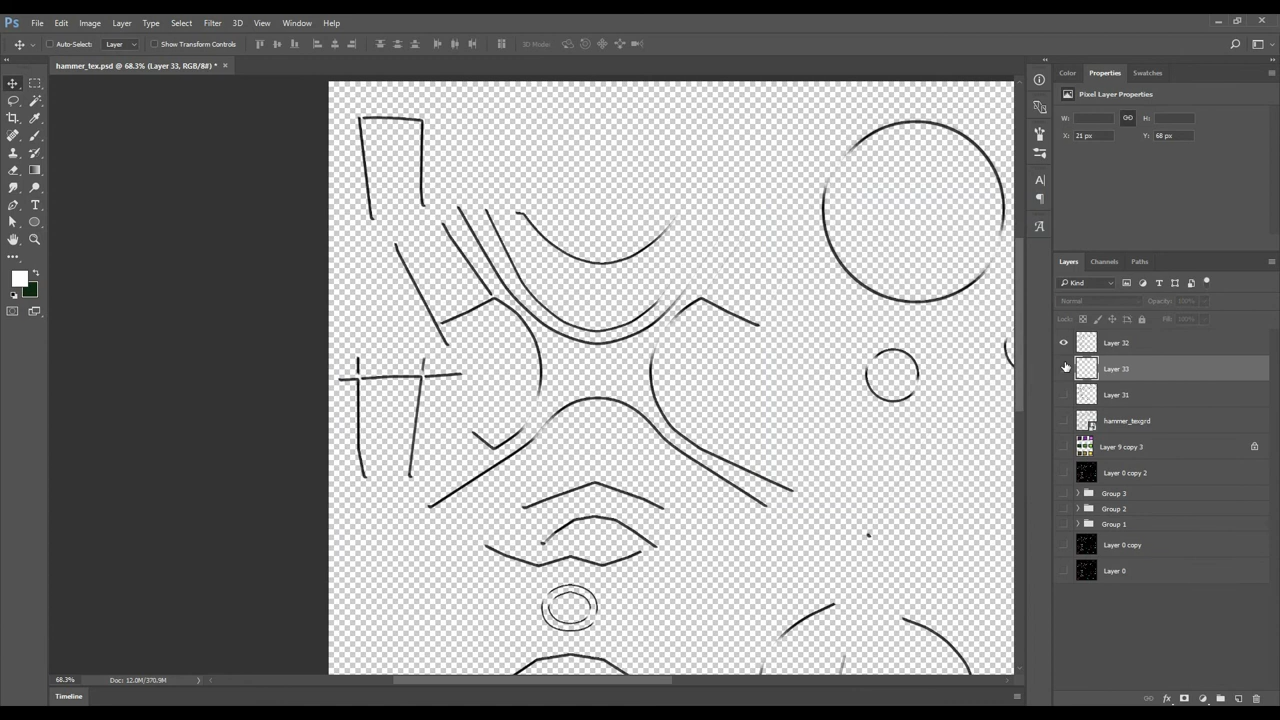 Ps File Edit Image Layer Type Select Filter 3D View Window Help
Auto-Select: Layer Show Transform Controls 3D Mode:
hammer_tex.psd @ 68.3% (Layer 33, RGB/8#) *
Color Properties Swatches
Pixel Layer Properties
W: H:
X: 21 px Y: 68 px
Layers Channels Paths
Kind
Normal Opacity: 100%
Lock: Fill: 100%
Layer 32
Layer 33
Layer 31
hammer_texgrd
Layer 9 copy 3
Layer 0 copy 2
Group 3
Group 2
Group 1
Layer 0 copy
Layer 0
68.3% Doc: 12.0M/370.9M
Timeline